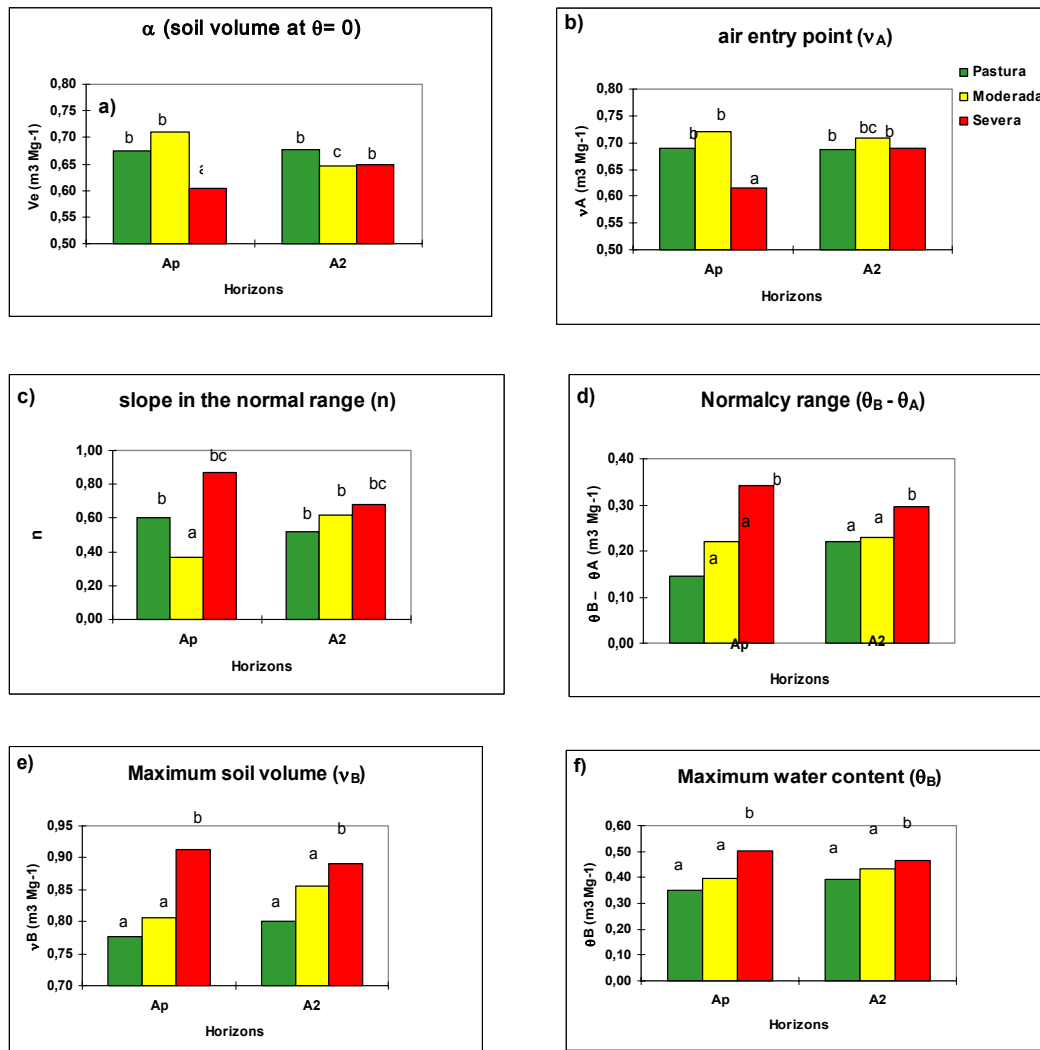 α (soil volume at θ= 0)
a)
Ve (m3 Mg-1)
0,80
0,75
0,70
0,65
0,60
0,55
0,50
b
b
a
b
c
b
Ap
A2
Horizons
b)
air entry point (νA)
Pastura
Moderada
Severa
νA (m3 Mg-1)
0,80
0,75
0,70
0,65
0,60
0,55
0,50
b
b
a
b
bc
b
Ap
A2
Horizons
c)
slope in the normal range (n)
n
1,00
0,80
0,60
0,40
0,20
0,00
b
a
bc
b
b
bc
Ap
A2
Horizons
d)
Normalcy range (θB - θA)
θB – θA (m3 Mg-1)
0,40
0,30
0,20
0,10
0,00
a
a
b
a
a
b
Ap
A2
Horizons
e)
Maximum soil volume (νB)
νB (m3 Mg-1)
0,95
0,90
0,85
0,80
0,75
0,70
a
a
b
a
a
b
Ap
A2
Horizons
f)
Maximum water content (θB)
θB (m3 Mg-1)
0,60
0,50
0,40
0,30
0,20
0,10
0,00
a
a
b
a
a
b
Ap
A2
Horizons